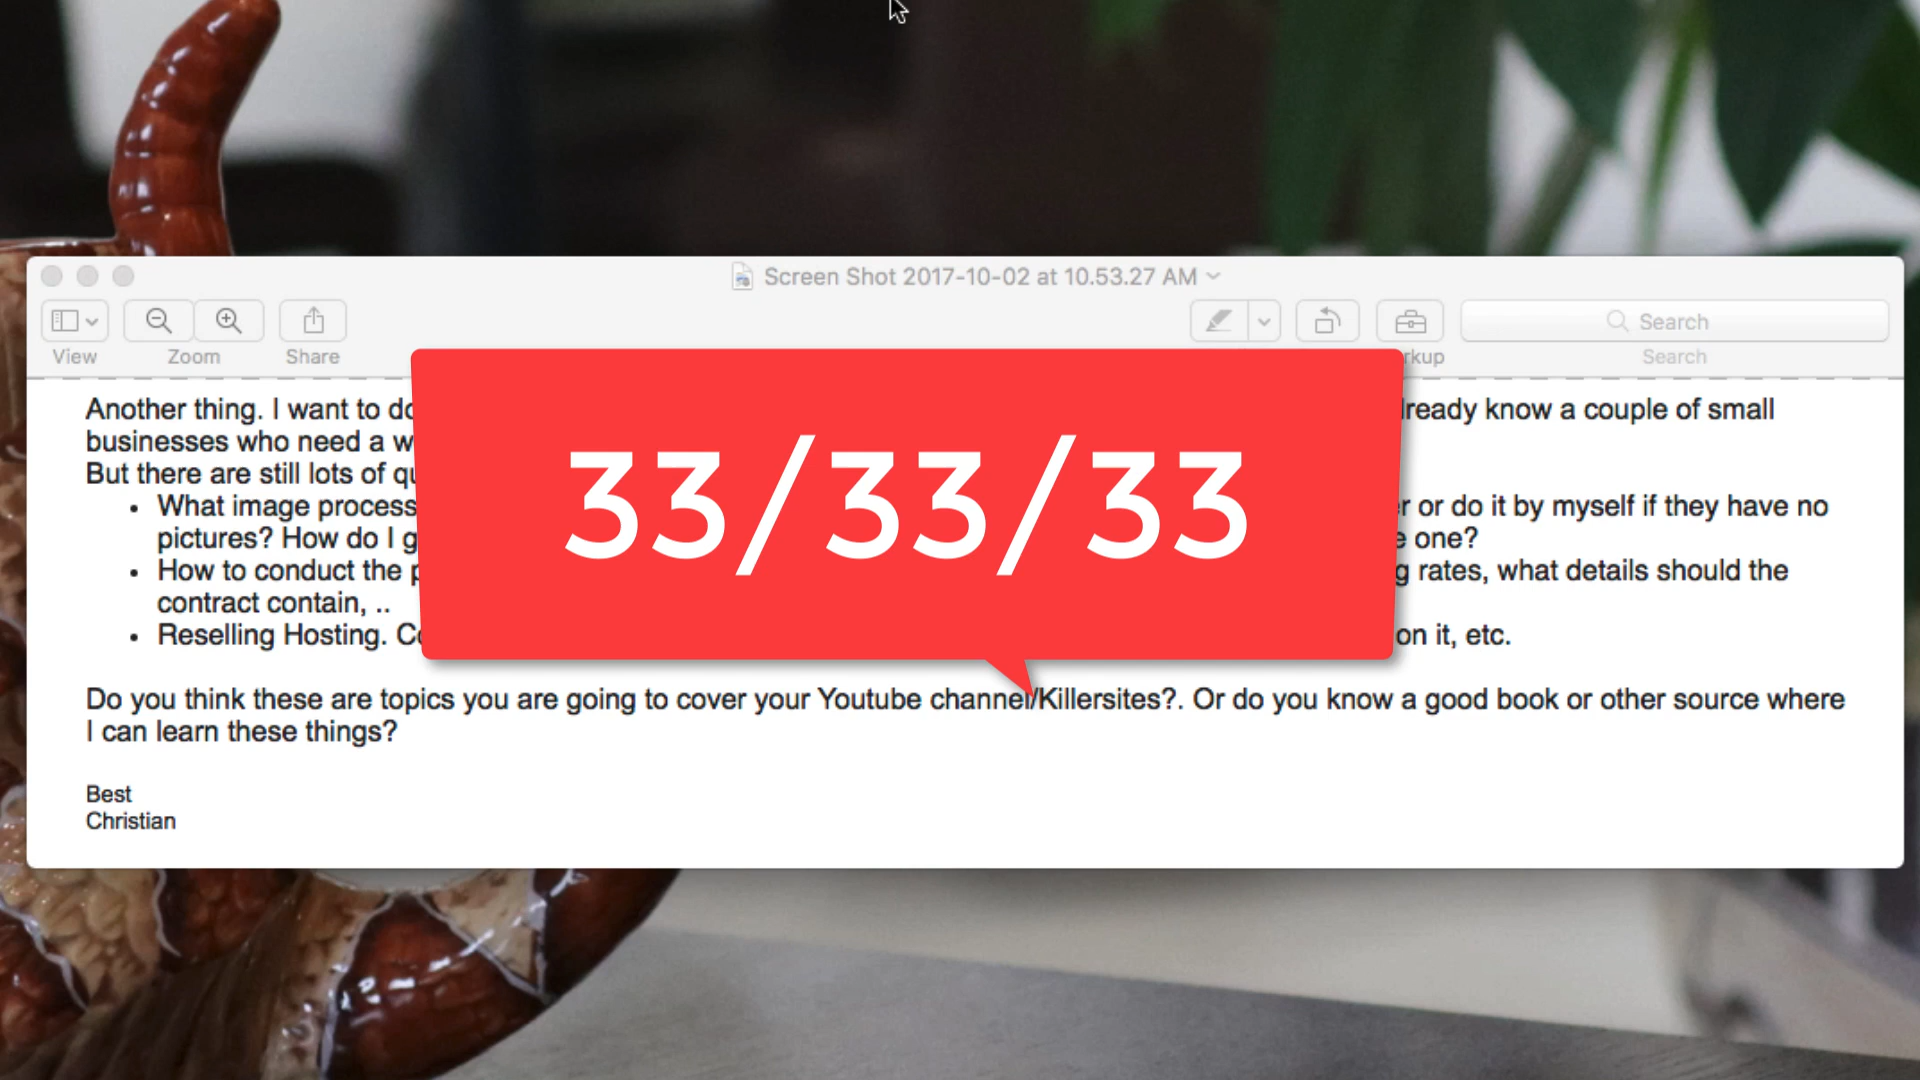 Screen Shot 2017-10-02 at 10.53.27 AM
Search
View Zoom Share Search
Another thing. I want to already know a couple of small
businesses who need a
But there are still lots of
• What image or do it by myself if they have no
pictures? How do I one?
• How to conduct the rates, what details should the
contract contain, ..
• Reselling Hosting. on it, etc.
33/33/33
Do you think these are topics you are going to cover your Youtube channel/Killersites?. Or do you know a good book or other source where
I can learn these things?
Best
Christian